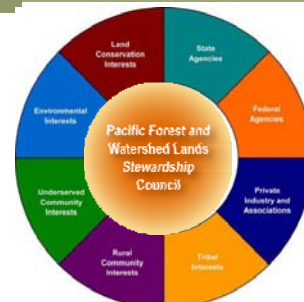 Land
Conservation
Interests
State
Agencies
Environmental
Interests
Federal
Agencies
Pacific Forest and
Watershed Lands
Stewardship
Council
Underserved
Community
Interests
Private
Industry and
Associations
Rural
Community
Interests
Tribal
Interests